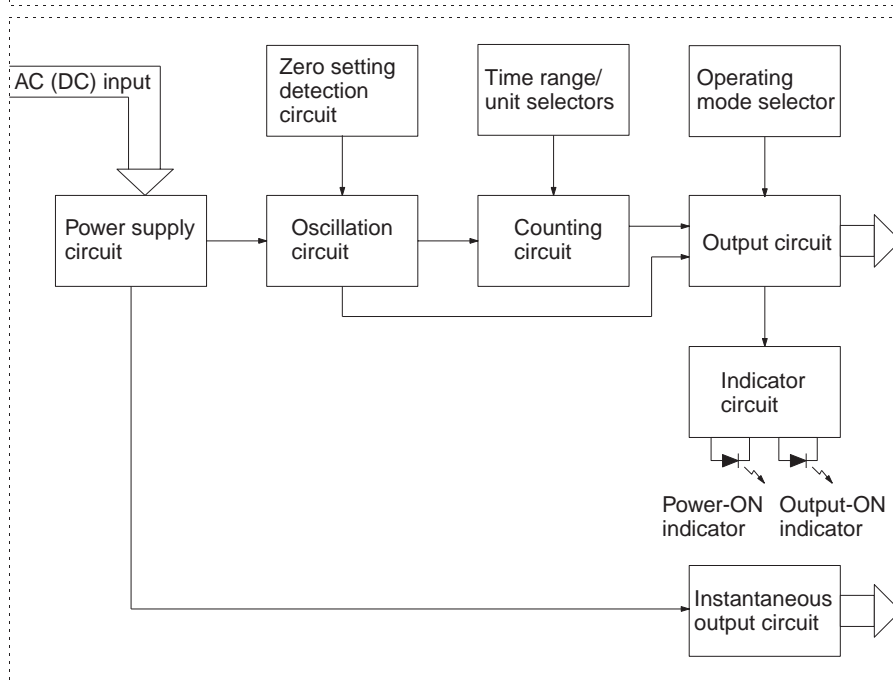 AC (DC) input
Zero setting
detection
circuit
Time range/
unit selectors
Operating
mode selector
Power supply
circuit
Oscillation
circuit
Counting
circuit
Output circuit
Indicator
circuit
Power-ON
indicator
Output-ON
indicator
Instantaneous
output circuit